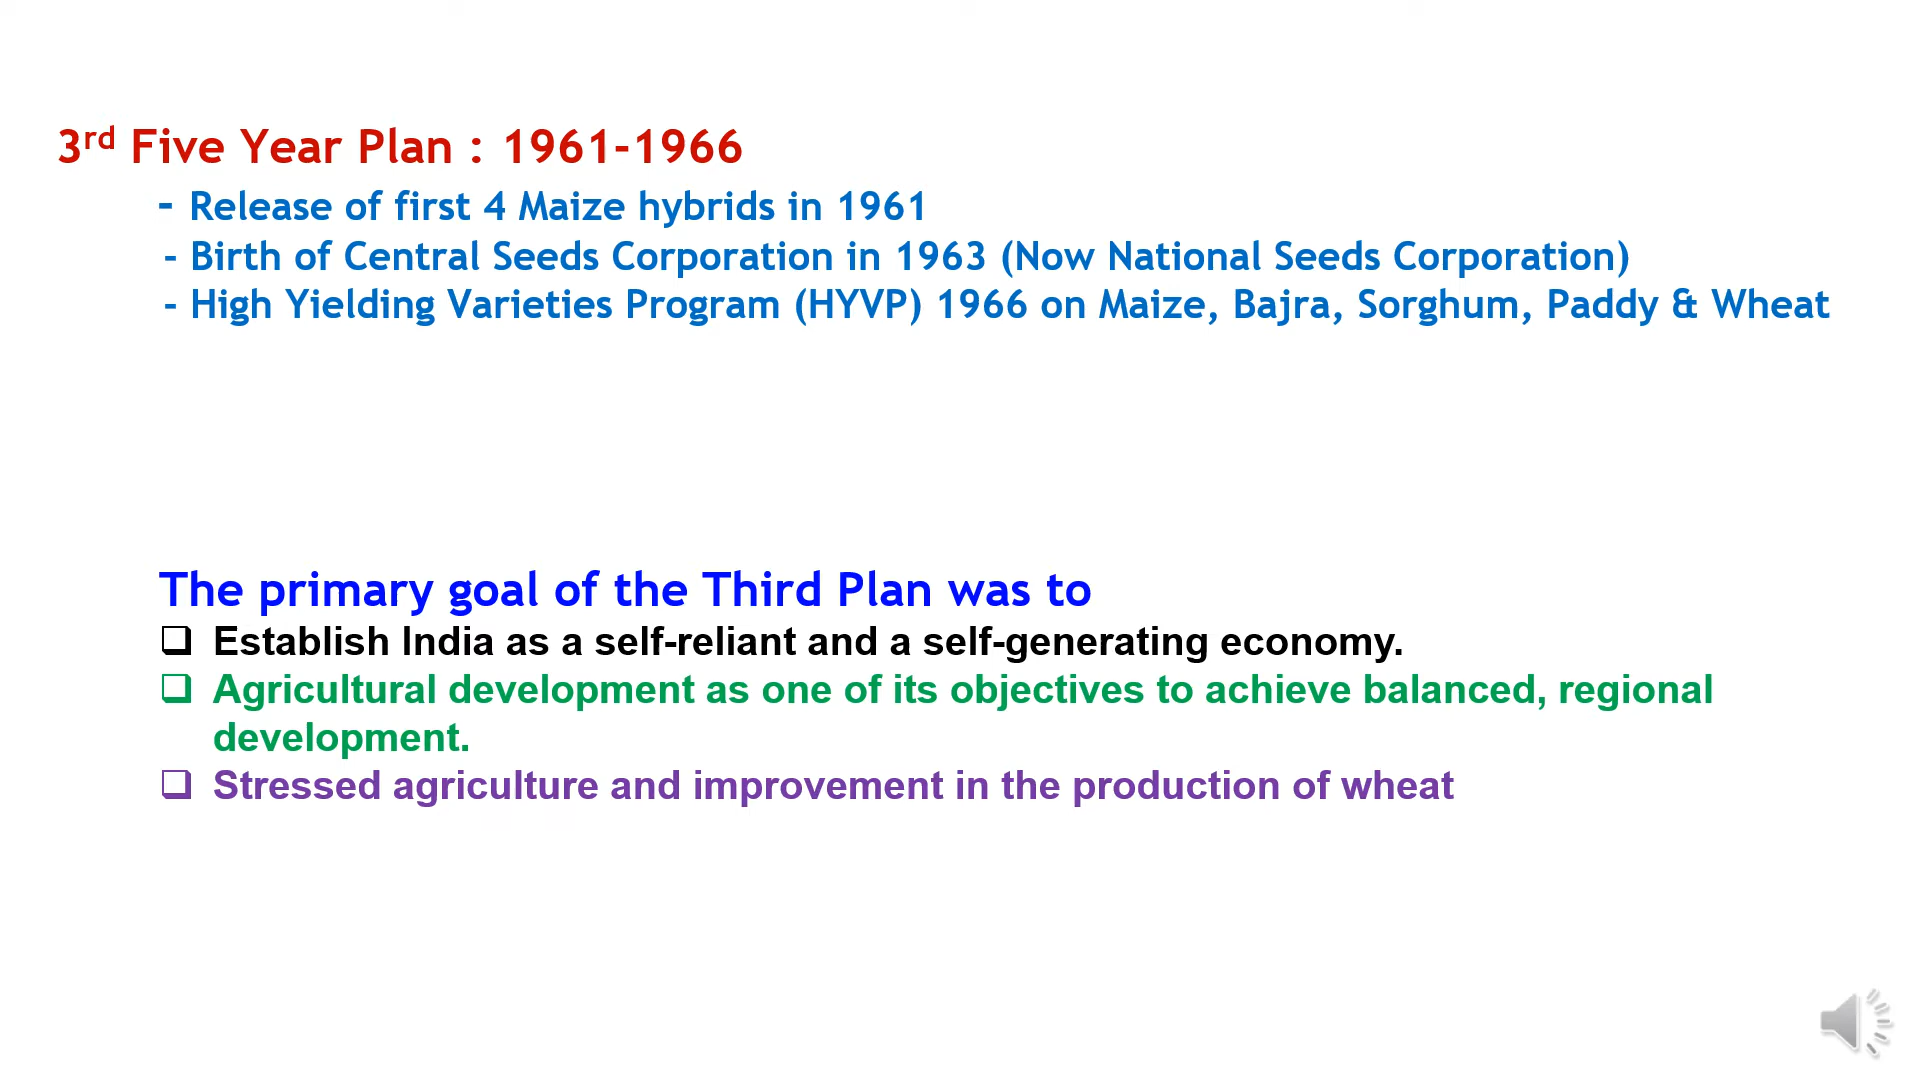 3rd Five Year Plan : 1961-1966
- Release of first 4 Maize hybrids in 1961
- Birth of Central Seeds Corporation in 1963 (Now National Seeds Corporation)
- High Yielding Varieties Program (HYVP) 1966 on Maize, Bajra, Sorghum, Paddy & Wheat
The primary goal of the Third Plan was to
❑ Establish India as a self-reliant and a self-generating economy.
❑ Agricultural development as one of its objectives to achieve balanced, regional
development.
❑ Stressed agriculture and improvement in the production of wheat